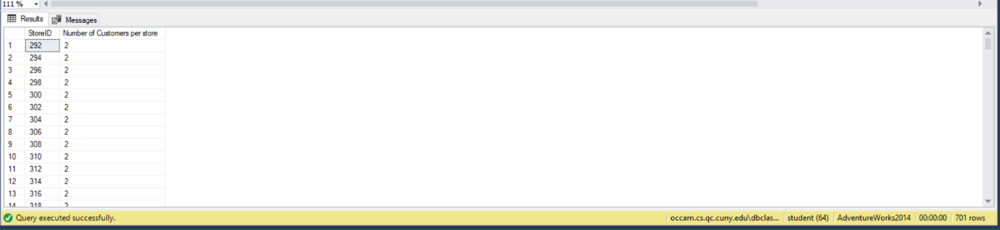 111 %
Results Messages
StoreID Number of Customers per store
1 292 2
2 294 2
3 296 2
4 298 2
5 300 2
6 302 2
7 304 2
8 306 2
9 308 2
10 310 2
11 312 2
12 314 2
13 316 2
14 318 2
Query executed successfully. occam.cs.qc.cuny.edu\dbclas... student (64) AdventureWorks2014 00:00:00 701 rows